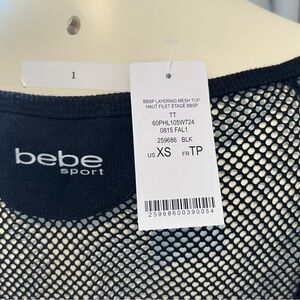 1
BBSP LAYERING MESH TOP
HAUT FILET ETAGE BBSP
TT
60PHL105W724
0815 FAL1
259686 BLK
US XS FR TP
25968600390054
bebe
sport